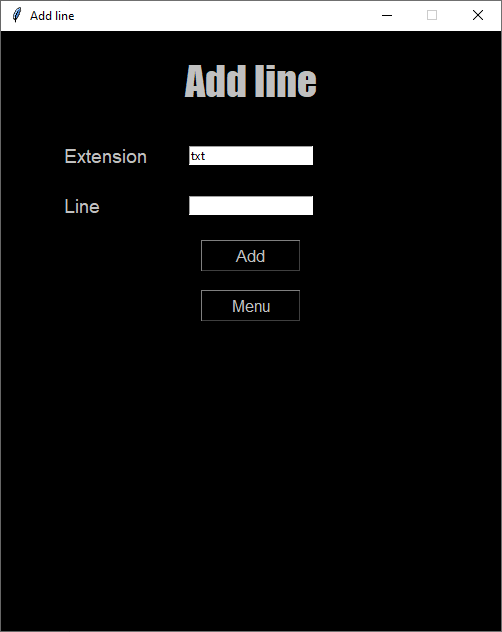 Add line
Add line
Extension
txt
Line
Add
Menu